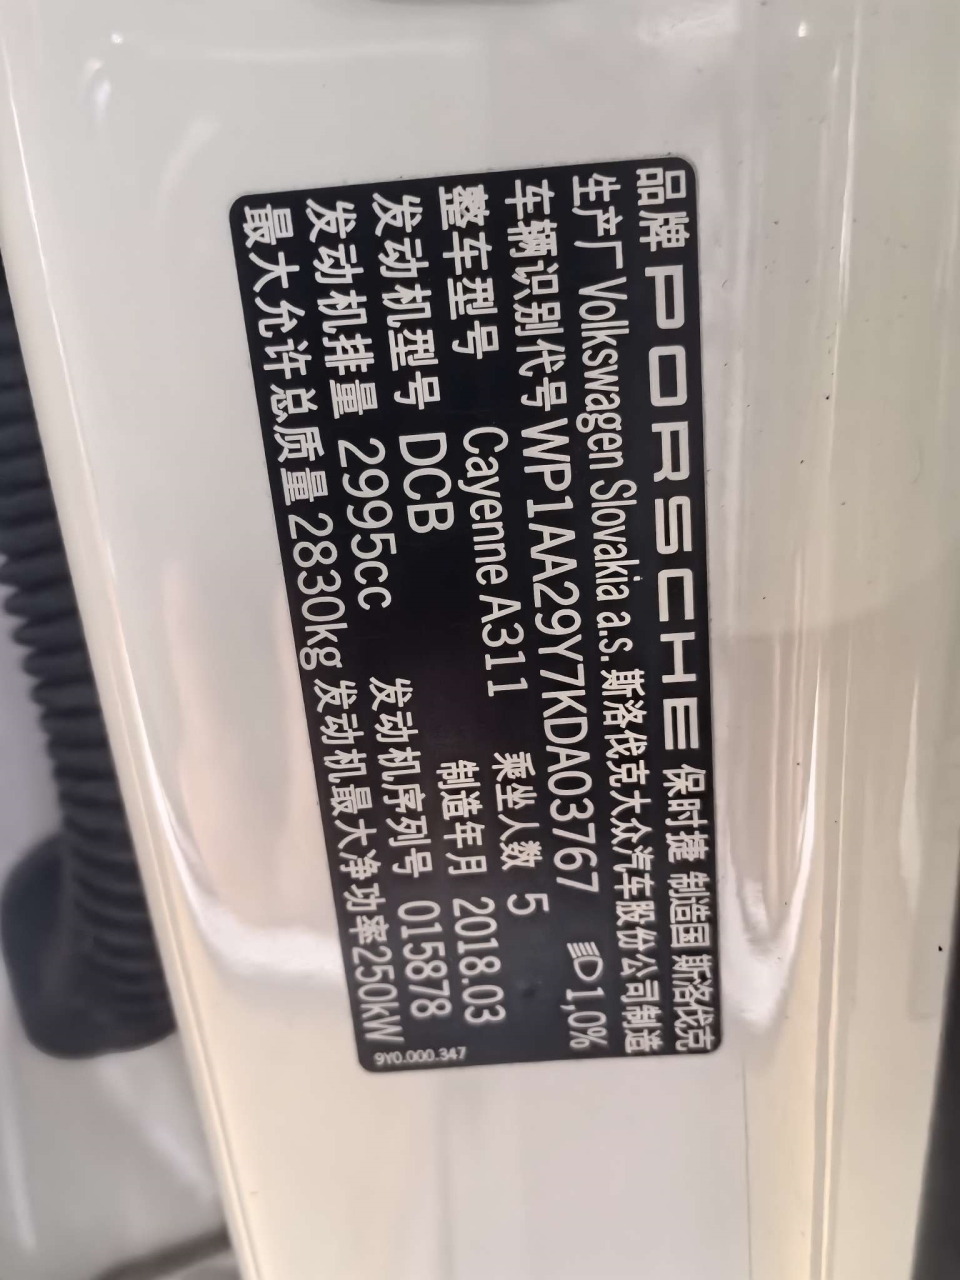 品牌 PORSCHE 保时捷 制造国 斯洛伐克
生产厂 Volkswagen Slovakia a.s. 斯洛伐克大众汽车股份公司制造
车辆识别代号 WP1AA29Y7KDA03767 1,0%
整车型号 Cayenne A311 乘坐人数 5
发动机型号 DCB 制造年月 2018.03
发动机排量 2995cc 发动机序列号 015878
最大允许总质量 2830kg 发动机最大净功率250kW
9Y0.000.347